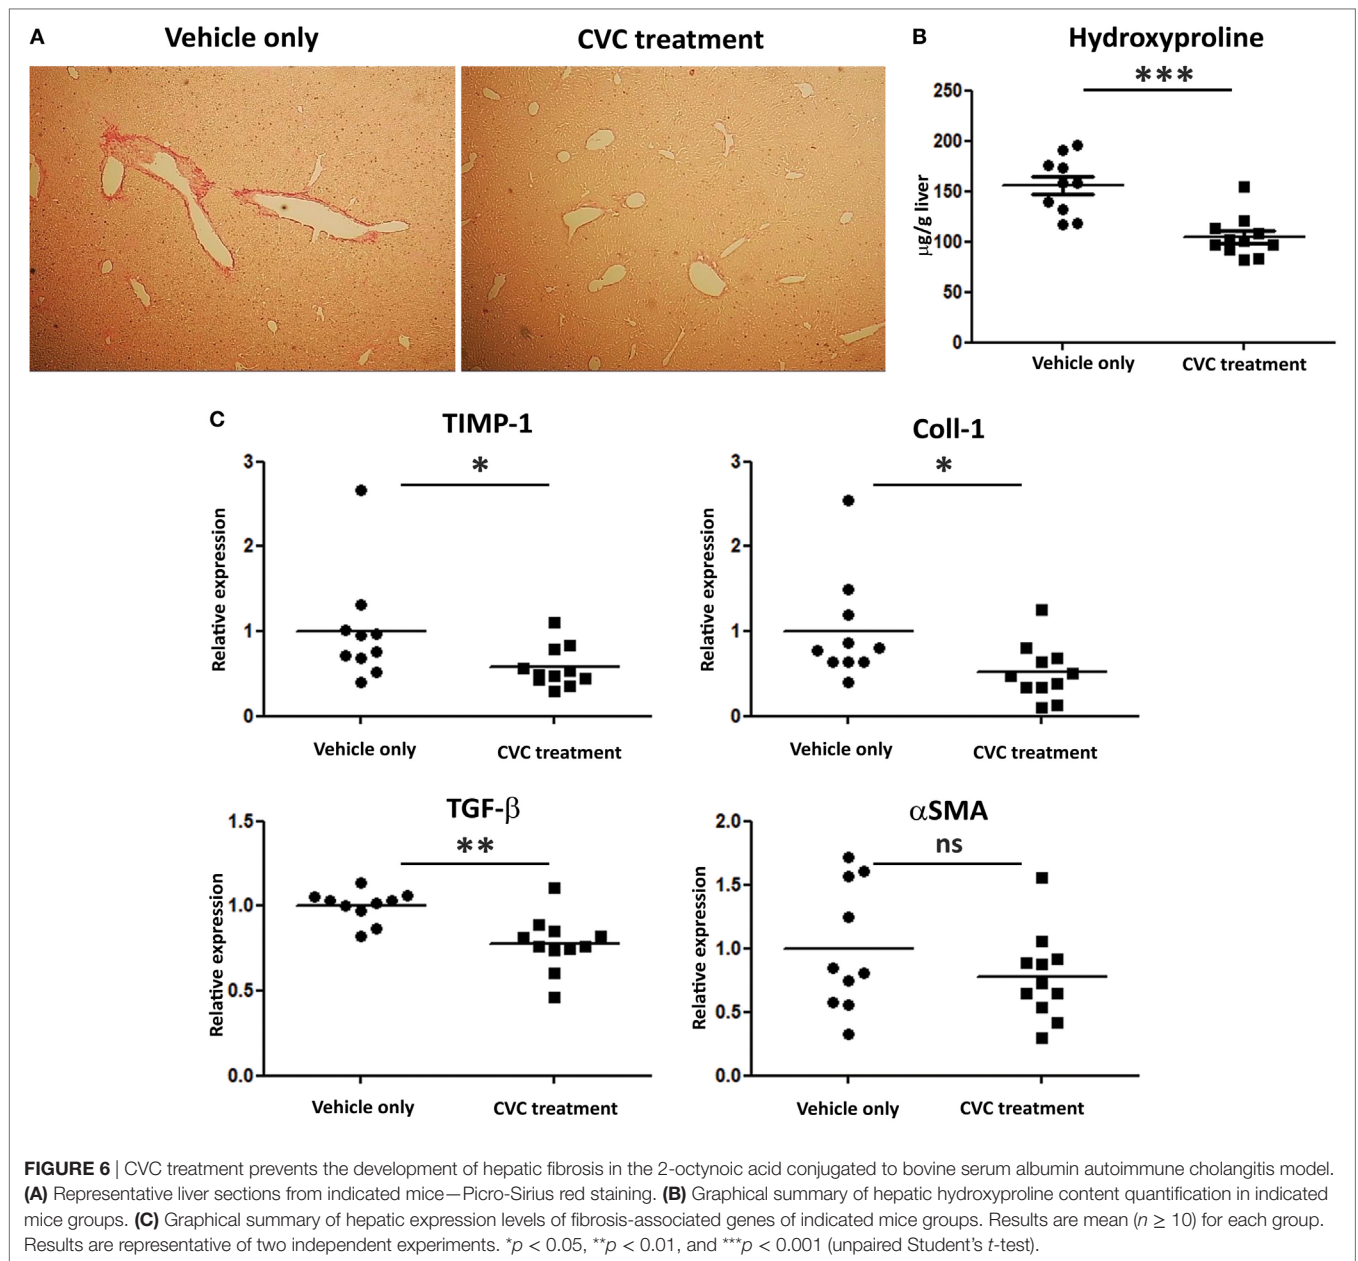 A
Vehicle only
CVC treatment
B
Hydroxyproline
***
250
200
150
100
50
0
µg/g liver
Vehicle only
CVC treatment
C
TIMP-1
*
3
2
1
0
Relative expression
Vehicle only
CVC treatment
Coll-1
*
3
2
1
0
Relative expression
Vehicle only
CVC treatment
TGF-β
**
1.5
1.0
0.5
0.0
Relative expression
Vehicle only
CVC treatment
αSMA
ns
2.0
1.5
1.0
0.5
0.0
Relative expression
Vehicle only
CVC treatment
FIGURE 6 | CVC treatment prevents the development of hepatic fibrosis in the 2-octynoic acid conjugated to bovine serum albumin autoimmune cholangitis model.
(A) Representative liver sections from indicated mice—Picro-Sirius red staining. (B) Graphical summary of hepatic hydroxyproline content quantification in indicated
mice groups. (C) Graphical summary of hepatic expression levels of fibrosis-associated genes of indicated mice groups. Results are mean (n ≥ 10) for each group.
Results are representative of two independent experiments. *p < 0.05, **p < 0.01, and ***p < 0.001 (unpaired Student's t-test).